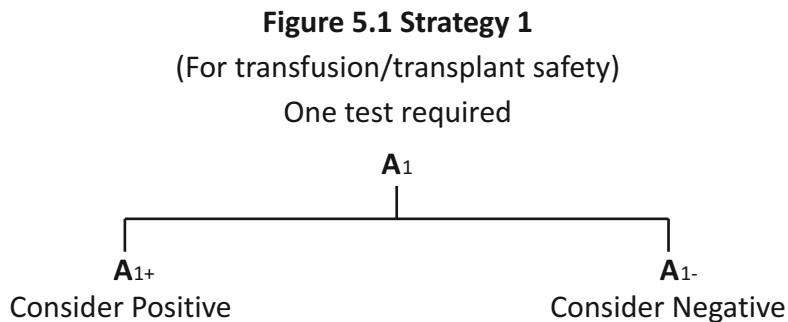 Figure 5.1 Strategy 1
(For transfusion/transplant safety)
One test required
A1
A1+ A1-
Consider Positive Consider Negative